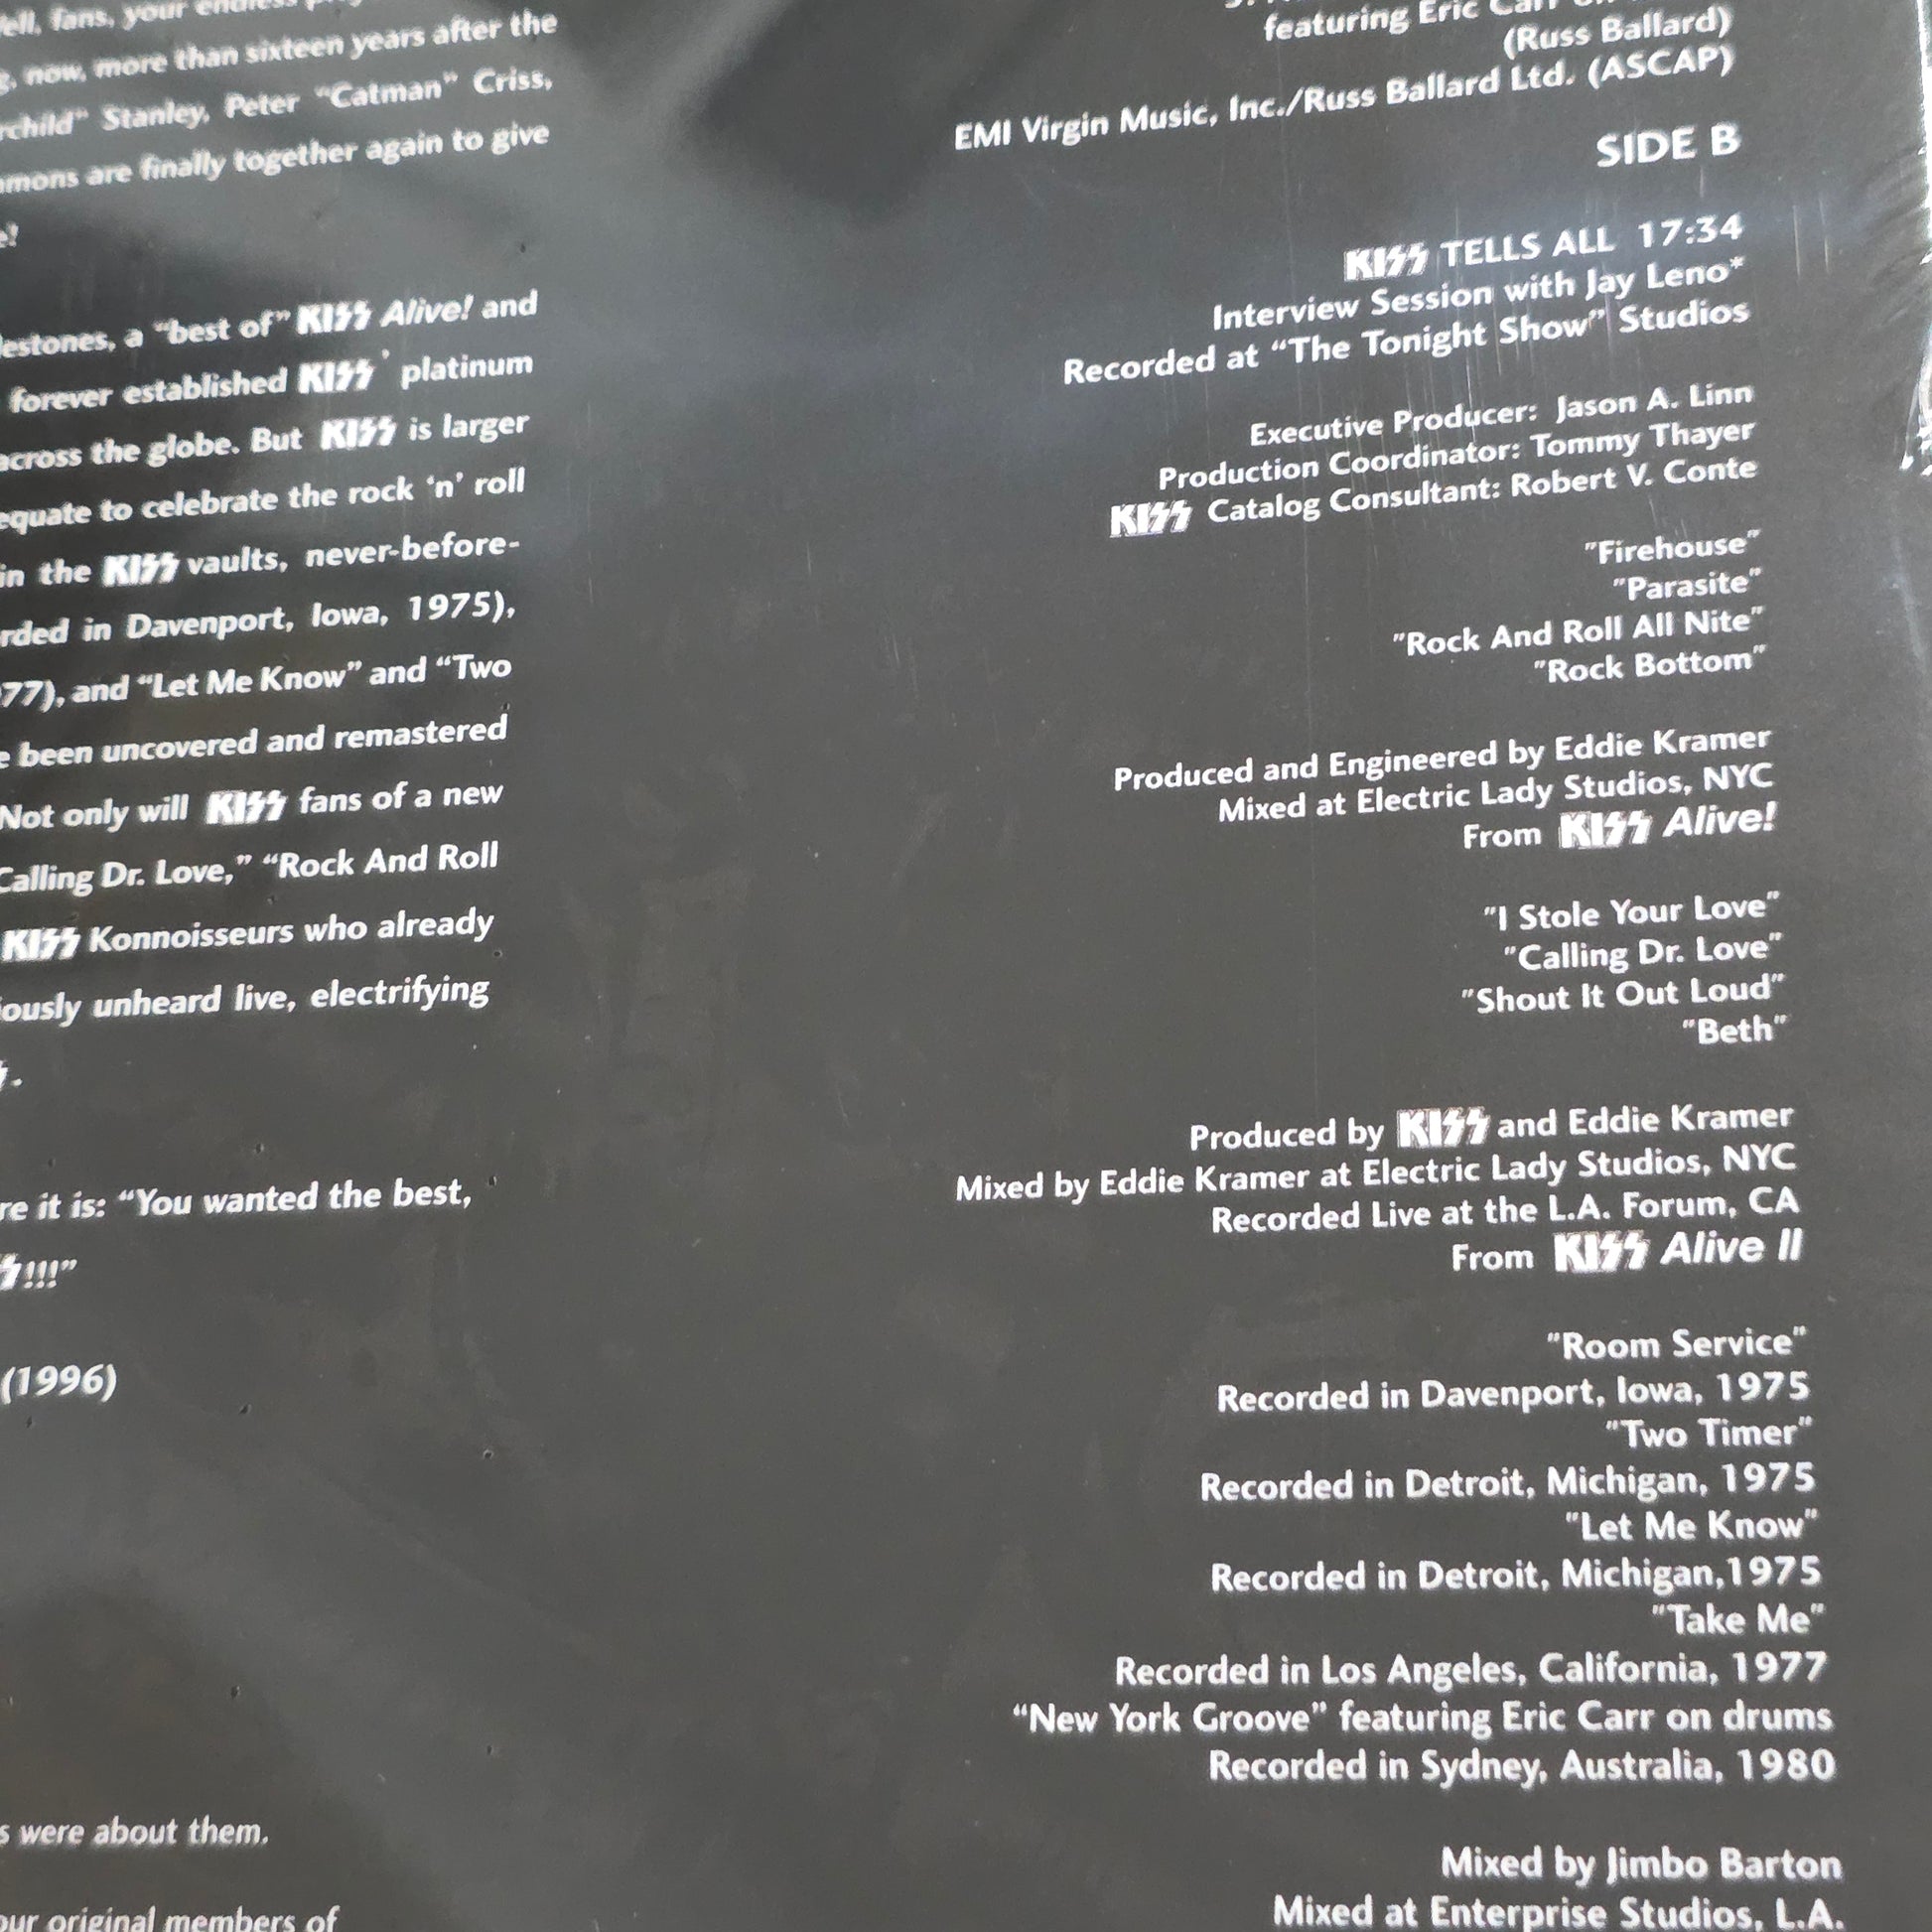 fans, your
now, more than sixteen years after the
Stanley, Peter "Catman" Criss,
are finally together again to give
a "best of" KISS Alive! and
forever established KISS' platinum
across the globe. But KISS is larger
to celebrate the rock 'n' roll
in the KISS vaults, never-before-
in Davenport, Iowa, 1975),
77), and "Let Me Know" and "Two
been uncovered and remastered
Not only will KISS fans of a new
Calling Dr. Love," "Rock And Roll
KISS Konnoisseurs who already
unheard live, electrifying
it is: "You wanted the best,
!!!"
(1996)
were about them.
original members of
featuring Eric Carr
(Russ Ballard)
EMI Virgin Music, Inc./Russ Ballard Ltd. (ASCAP)
SIDE B
KISS TELLS ALL 17:34
Interview Session with Jay Leno*
Recorded at "The Tonight Show" Studios
Executive Producer: Jason A. Linn
Production Coordinator: Tommy Thayer
KISS Catalog Consultant: Robert V. Conte
"Firehouse"
"Parasite"
"Rock And Roll All Nite"
"Rock Bottom"
Produced and Engineered by Eddie Kramer
Mixed at Electric Lady Studios, NYC
From KISS Alive!
"I Stole Your Love"
"Calling Dr. Love"
"Shout It Out Loud"
"Beth"
Produced by KISS and Eddie Kramer
Mixed by Eddie Kramer at Electric Lady Studios, NYC
Recorded Live at the L.A. Forum, CA
From KISS Alive II
"Room Service"
Recorded in Davenport, Iowa, 1975
"Two Timer"
Recorded in Detroit, Michigan, 1975
"Let Me Know"
Recorded in Detroit, Michigan,1975
"Take Me"
Recorded in Los Angeles, California, 1977
"New York Groove" featuring Eric Carr on drums
Recorded in Sydney, Australia, 1980
Mixed by Jimbo Barton
Mixed at Enterprise Studios, L.A.